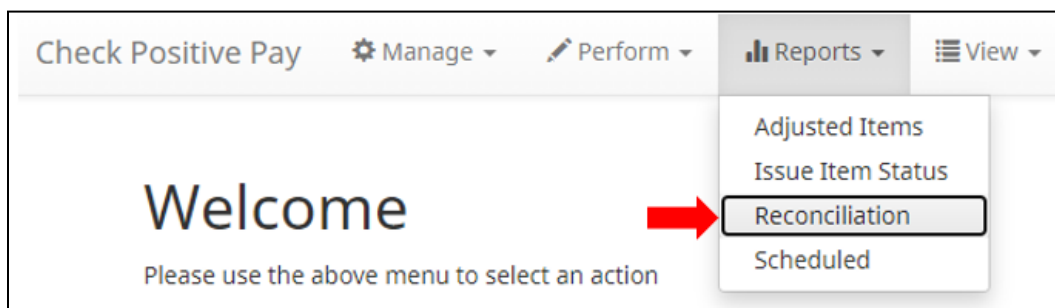 Check Positive Pay Manage Perform Reports View
Adjusted Items
Issue Item Status
Reconciliation
Scheduled
Welcome
Please use the above menu to select an action